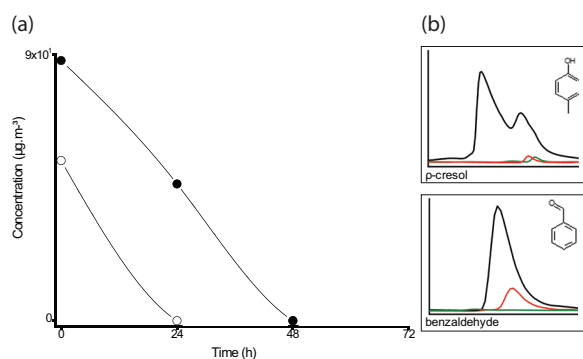 (a)
9x10¹
Concentration (µg.m-³)
0
0
24
48
72
Time (h)
(b)
OH
ρ-cresol
O
benzaldehyde